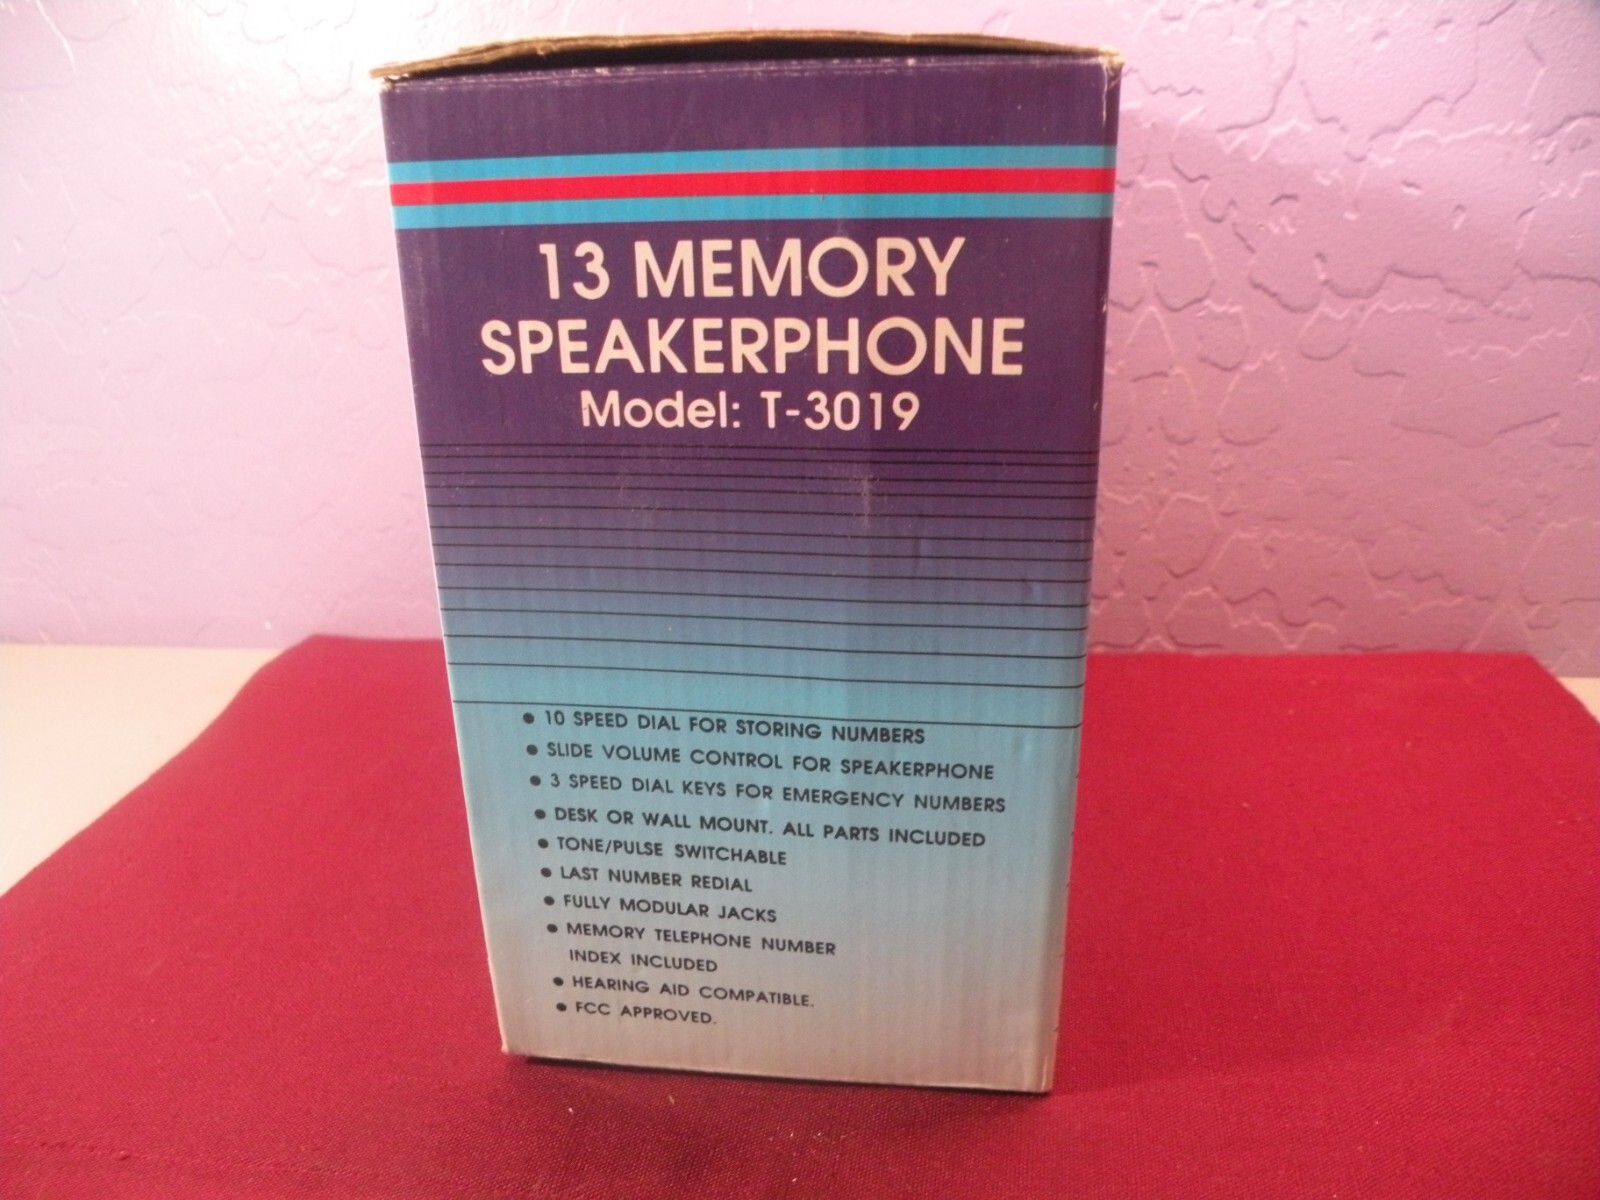 13 MEMORY
SPEAKERPHONE
Model: T-3019
• 10 SPEED DIAL FOR STORING NUMBERS
• SLIDE VOLUME CONTROL FOR SPEAKERPHONE
• 3 SPEED DIAL KEYS FOR EMERGENCY NUMBERS
• DESK OR WALL MOUNT. ALL PARTS INCLUDED
• TONE/PULSE SWITCHABLE
• LAST NUMBER REDIAL
• FULLY MODULAR JACKS
• MEMORY TELEPHONE NUMBER
INDEX INCLUDED
• HEARING AID COMPATIBLE.
• FCC APPROVED.